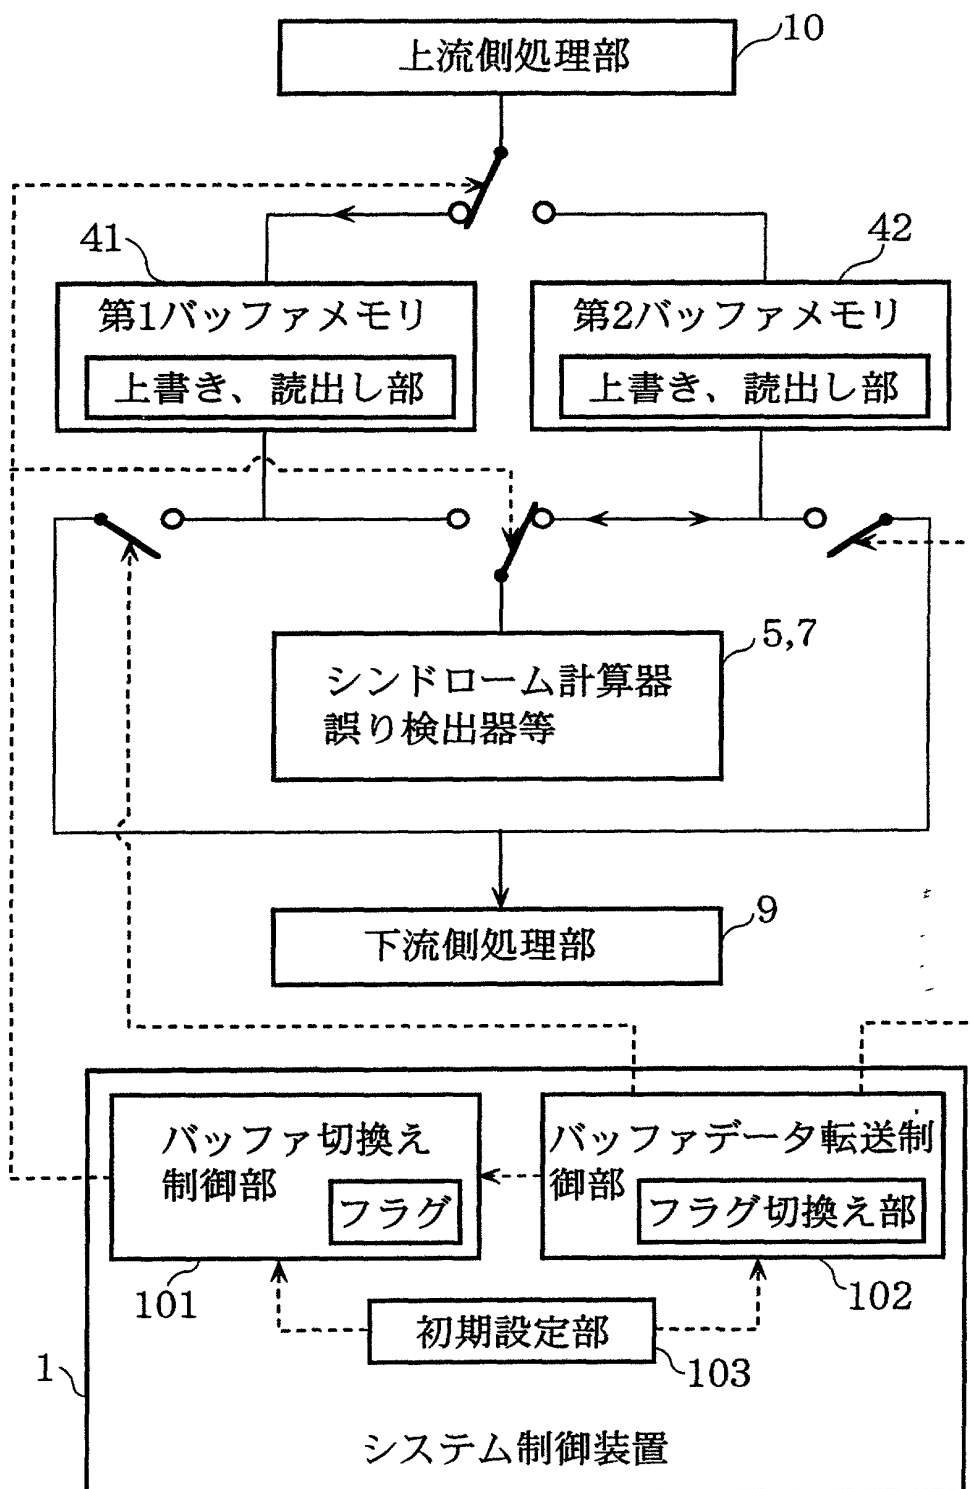 上流側処理部
10
41
42
第1バッファメモリ
上書き、読出し部
第2バッファメモリ
上書き、読出し部
5,7
シンドローム計算器
誤り検出器等
9
下流側処理部
バッファ切換え
制御部
フラグ
バッファデータ転送制
御部
フラグ切換え部
101
102
初期設定部
103
1
システム制御装置